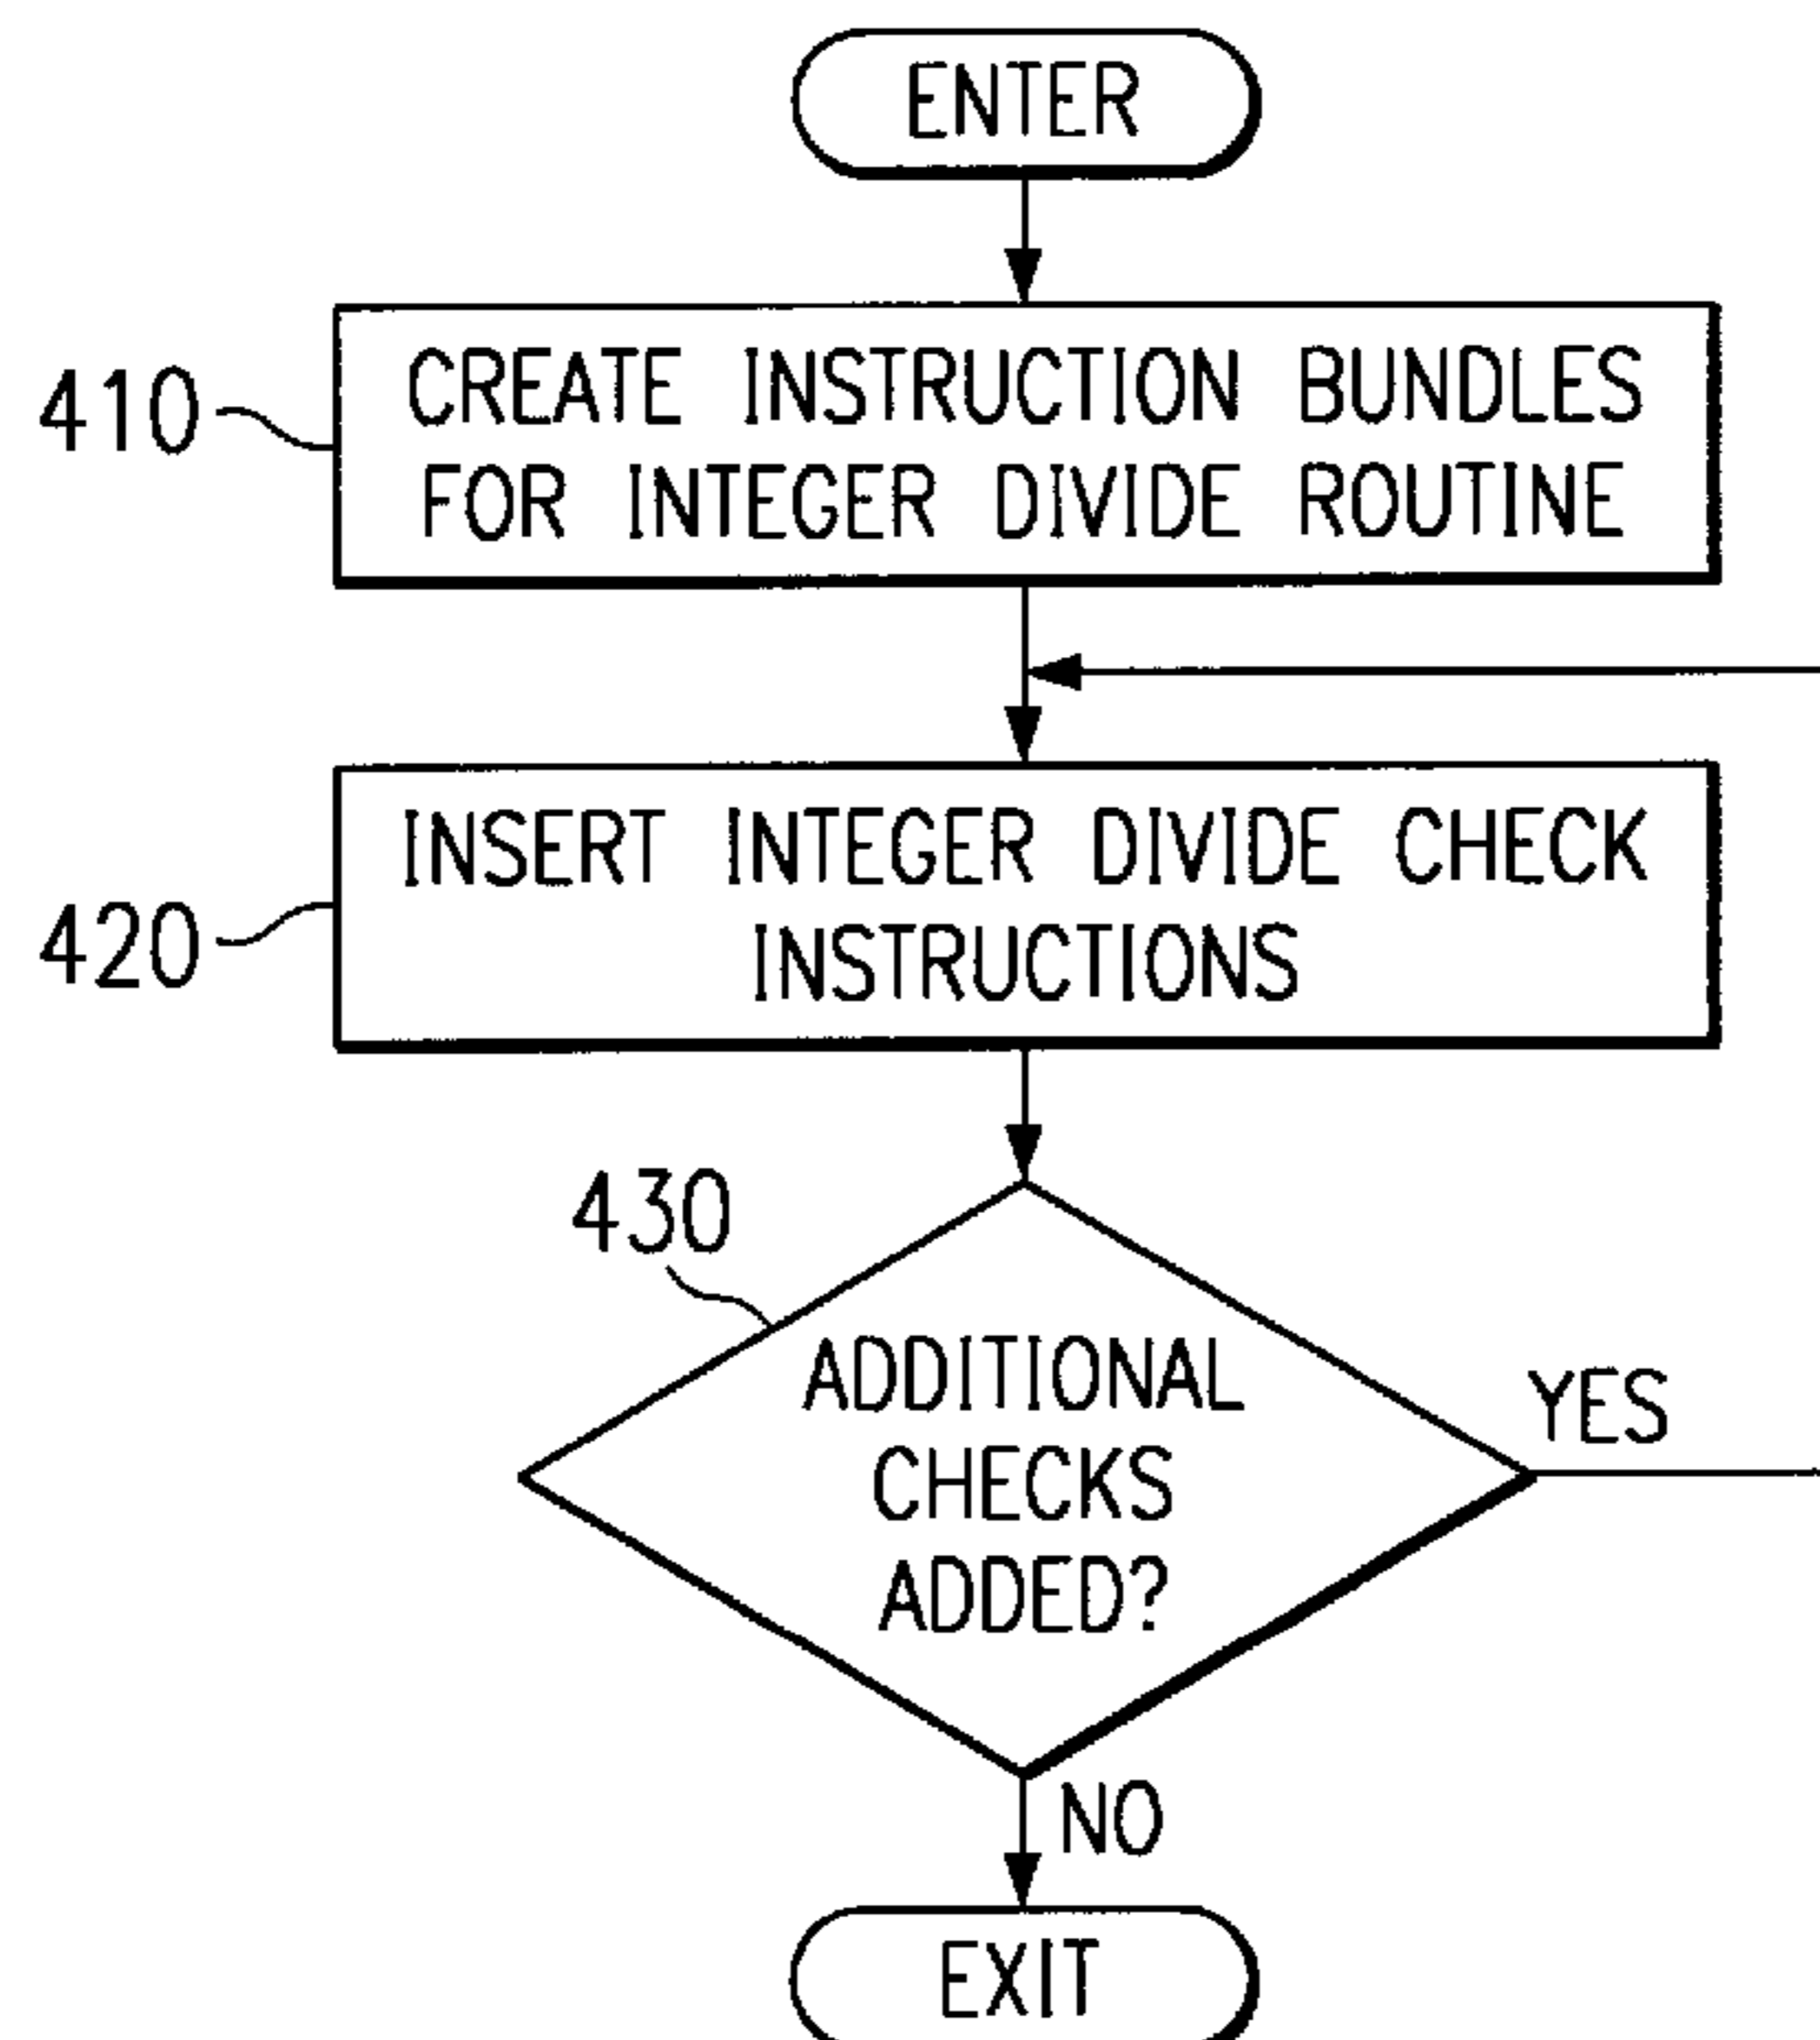 ENTER
410
CREATE INSTRUCTION BUNDLES
FOR INTEGER DIVIDE ROUTINE
420
INSERT INTEGER DIVIDE CHECK
INSTRUCTIONS
430
ADDITIONAL
CHECKS
ADDED?
YES
NO
EXIT